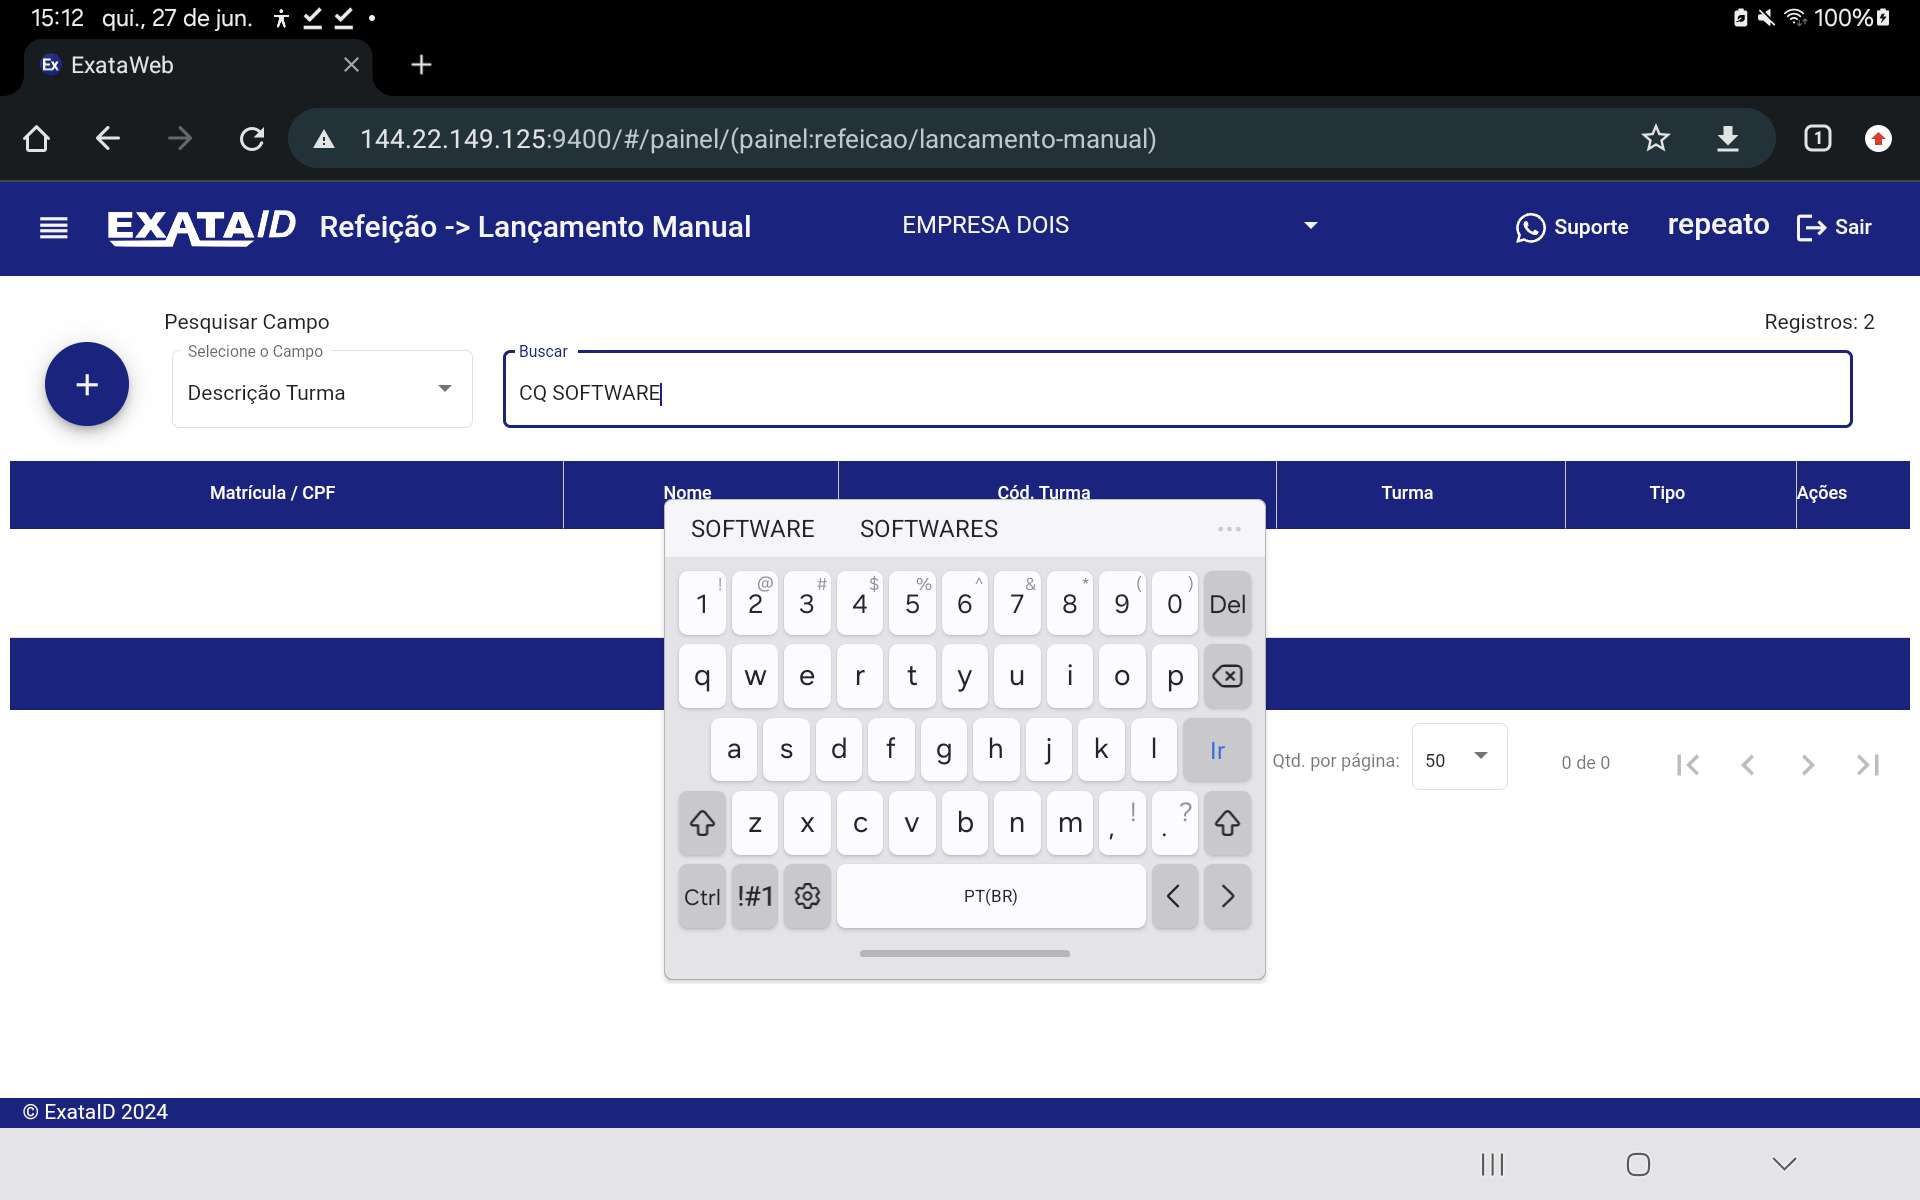 15:12 qui., 27 de jun. 100%
Ex ExataWeb
144.22.149.125:9400/#/painel/(painel:refeicao/lancamento-manual) 1
EXATAID Refeição -> Lançamento Manual EMPRESA DOIS Suporte repeato Sair
Pesquisar Campo Registros: 2
Selecione o Campo Buscar
+ Descrição Turma CQ SOFTWARE
Matrícula / CPF Nome Cód. Turma Turma Tipo Ações
SOFTWARE SOFTWARES ...
! @ # $ % ^ & * ( )
1 2 3 4 5 6 7 8 9 0 Del
q w e r t y u i o p
a s d f g h j k l Ir
Qtd. por página: 50 0 de 0
z x c v b n m , ! . ?
Ctrl !#1 PT(BR) < >
© ExataID 2024